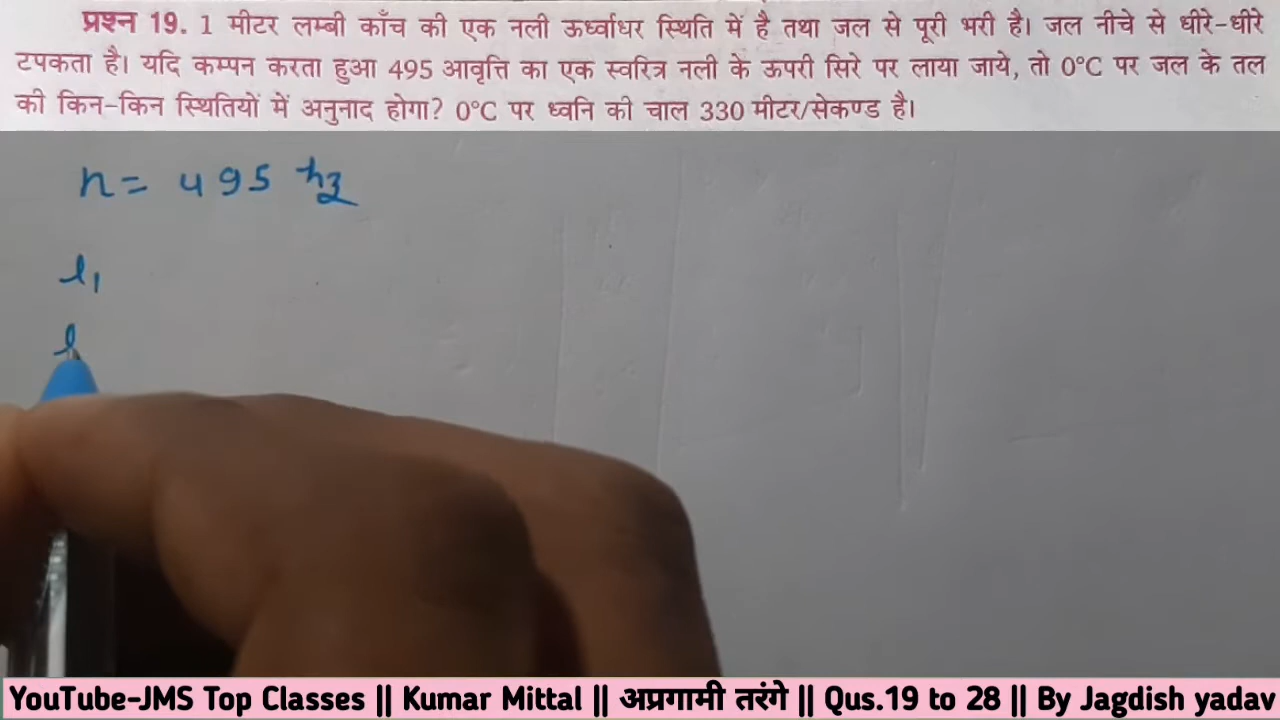 प्रश्न 19. 1 मीटर लम्बी काँच की एक नली ऊर्ध्वाधर स्थिति में है तथा जल से पूरी भरी है। जल नीचे से धीरे-धीरे
टपकता है। यदि कम्पन करता हुआ 495 आवृत्ति का एक स्वरित्र नली के ऊपरी सिरे पर लाया जाये, तो 0°C पर जल के तल
की किन-किन स्थितियों में अनुनाद होगा? 0°C पर ध्वनि की चाल 330 मीटर/सेकण्ड है।
n = 495 hz
l₁
l
YouTube-JMS Top Classes || Kumar Mittal || अप्रगामी तरंगे || Qus.19 to 28 || By Jagdish yadav